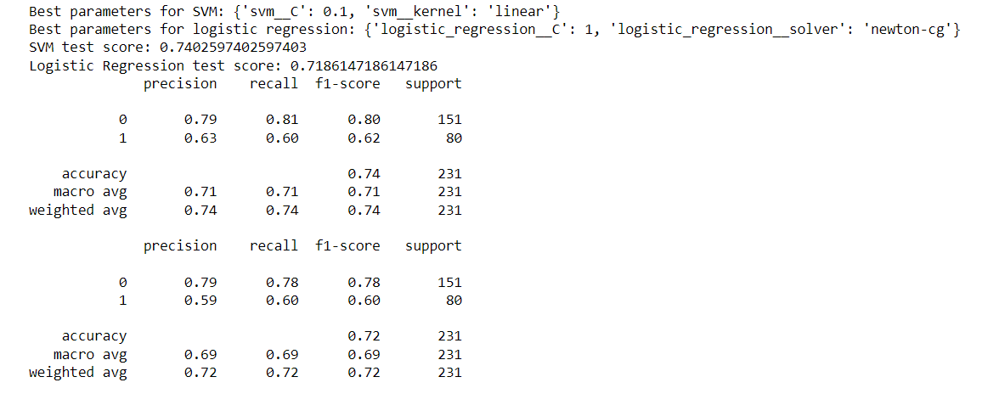 Best parameters for SVM: {'svm__C': 0.1, 'svm__kernel': 'linear'}
Best parameters for logistic regression: {'logistic_regression__C': 1, 'logistic_regression__solver': 'newton-cg'}
SVM test score: 0.7402597402597403
Logistic Regression test score: 0.7186147186147186
              precision    recall  f1-score   support

           0       0.79      0.81      0.80       151
           1       0.63      0.60      0.62        80

    accuracy                           0.74       231
   macro avg       0.71      0.71      0.71       231
weighted avg       0.74      0.74      0.74       231

              precision    recall  f1-score   support

           0       0.79      0.78      0.78       151
           1       0.59      0.60      0.60        80

    accuracy                           0.72       231
   macro avg       0.69      0.69      0.69       231
weighted avg       0.72      0.72      0.72       231